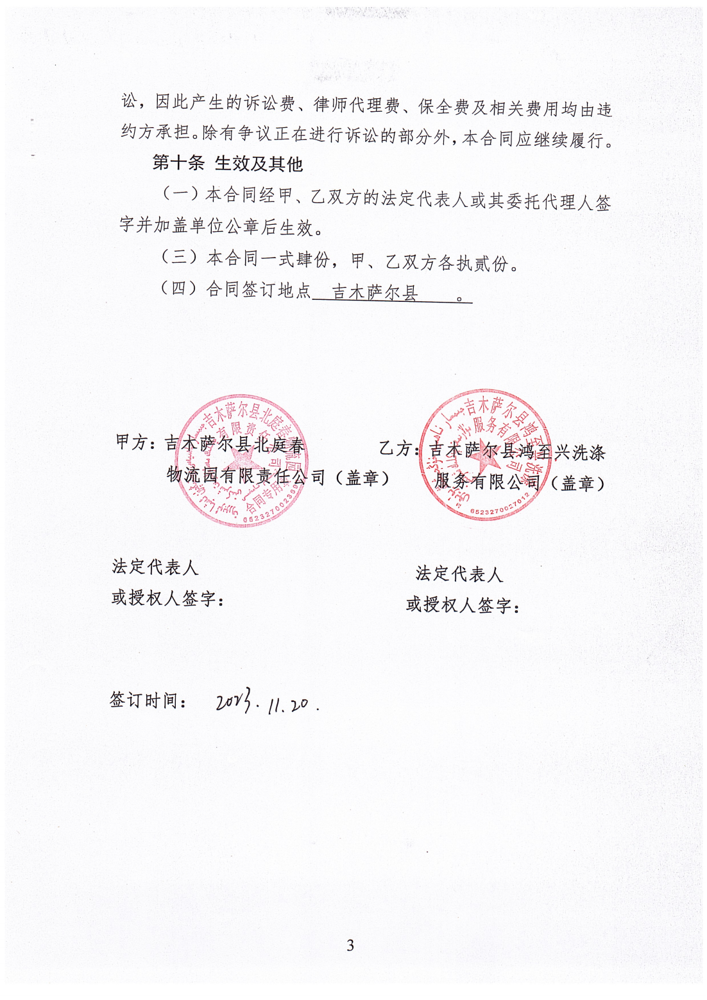 讼，因此产生的诉讼费、律师代理费、保全费及相关费用均由违
约方承担。除有争议正在进行诉讼的部分外，本合同应继续履行。
第十条 生效及其他
（一）本合同经甲、乙双方的法定代表人或其委托代理人签
字并加盖单位公章后生效。
（三）本合同一式肆份，甲、乙双方各执贰份。
（四）合同签订地点 吉木萨尔县 。
甲方：吉木萨尔县北庭春
物流园有限责任公司（盖章）
乙方：吉木萨尔县鸿至兴洗涤
服务有限公司（盖章）
吉木萨尔县北庭春物流园
有限责任公司
合同专用章
吉木萨尔县鸿至兴洗涤
服务有限公司
6523270027012
法定代表人
或授权人签字：
法定代表人
或授权人签字：
签订时间： 2023.11.20.
3